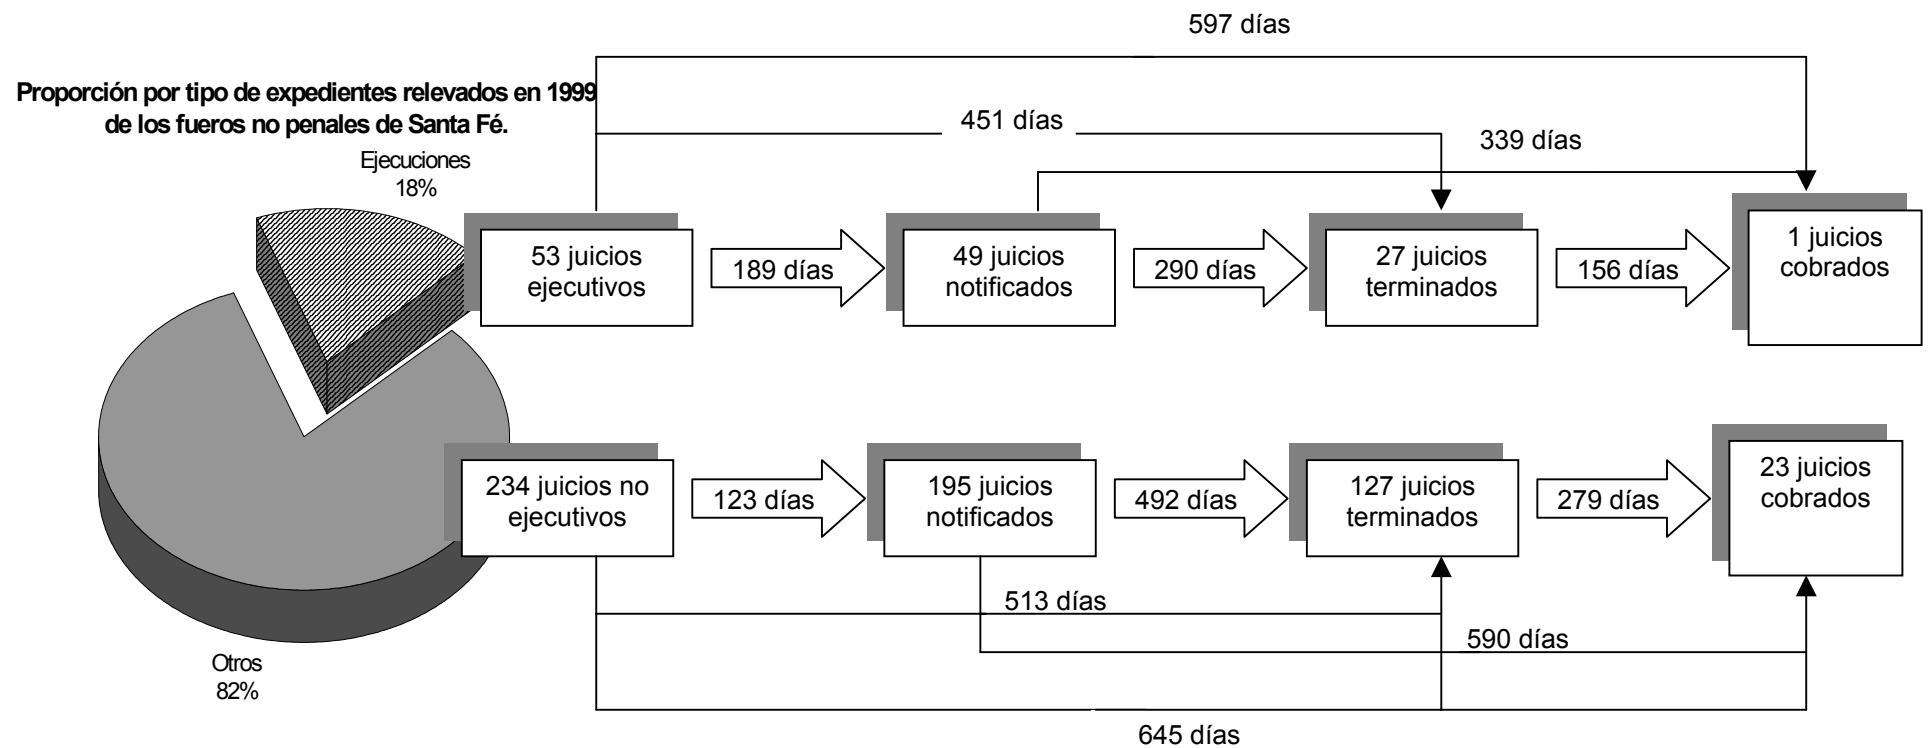 597 días
Proporción por tipo de expedientes relevados en 1999
de los fueros no penales de Santa Fé.
451 días
339 días
Ejecuciones
18%
53 juicios
ejecutivos
189 días
49 juicios
notificados
290 días
27 juicios
terminados
156 días
1 juicios
cobrados
234 juicios no
ejecutivos
123 días
195 juicios
notificados
492 días
127 juicios
terminados
279 días
23 juicios
cobrados
513 días
590 días
Otros
82%
645 días